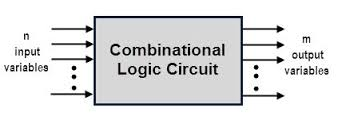 n
input
variables
Combinational
Logic Circuit
m
output
variables